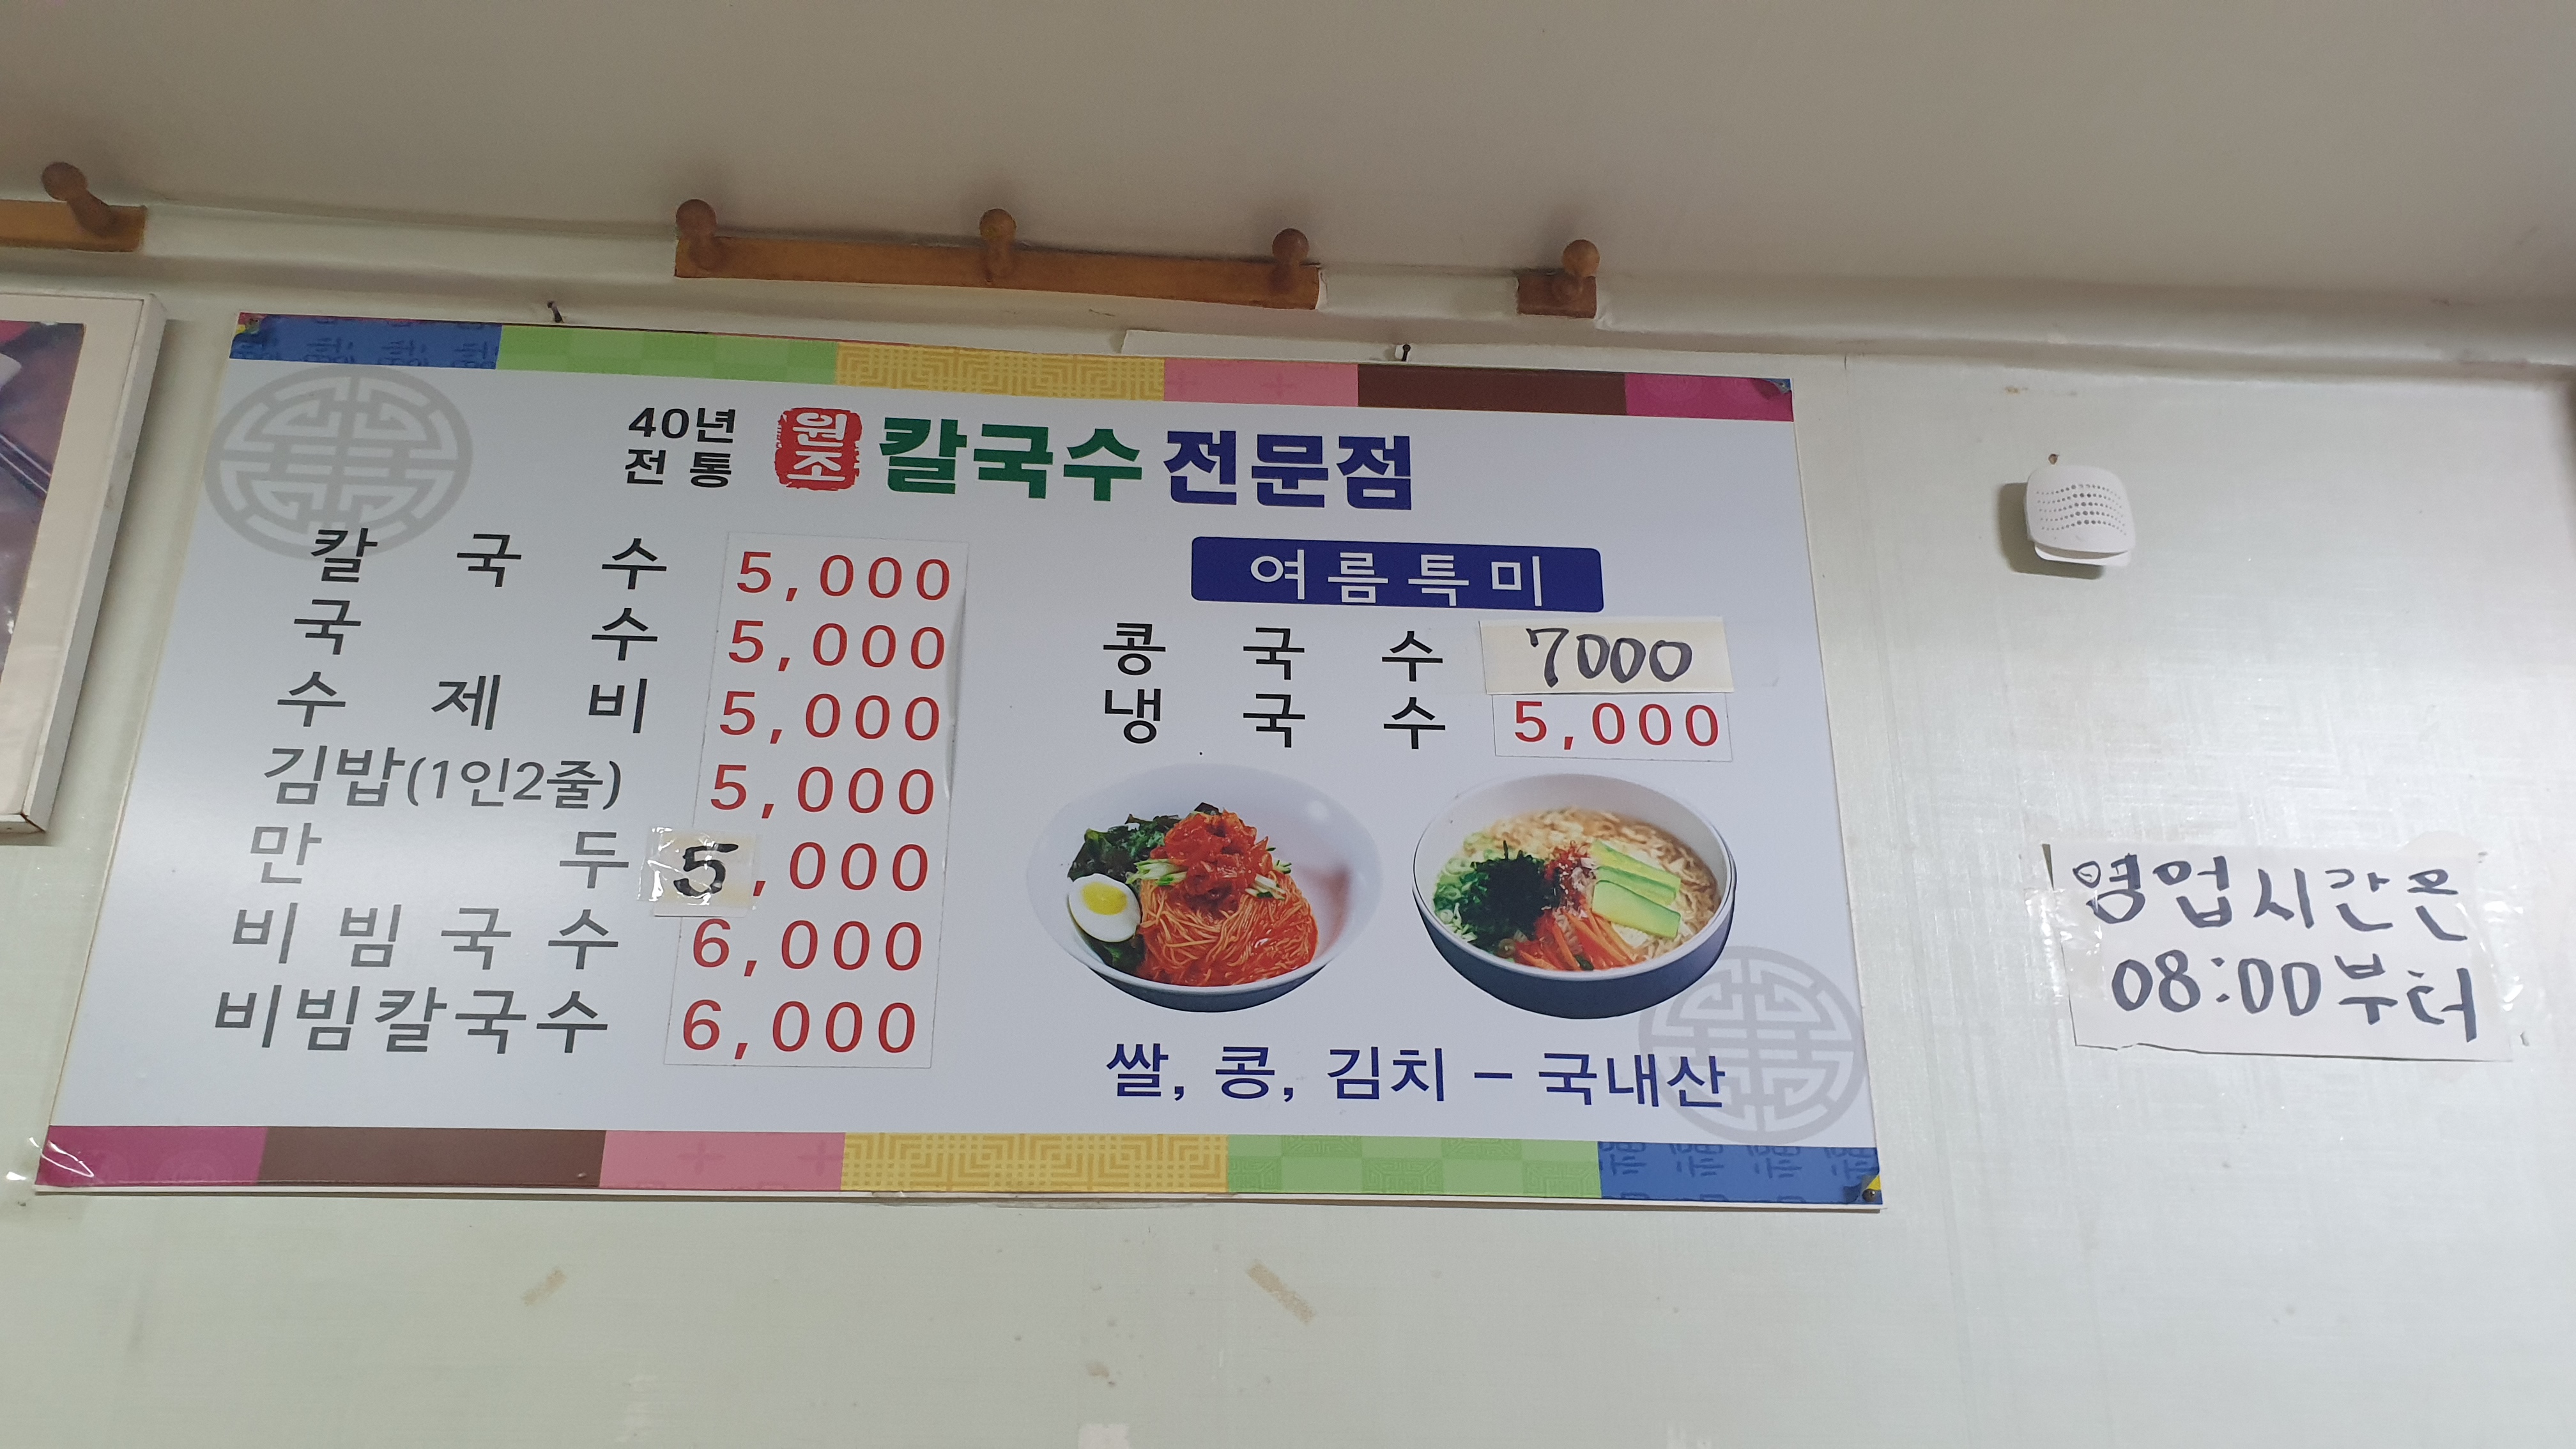 40년 전통 원조 칼국수 전문점
칼국수 5,000
국수 5,000
수제비 5,000
김밥(1인2줄) 5,000
만두 5,000
비빔국수 6,000
비빔칼국수 6,000
여름특미
콩국수 7000
냉국수 5,000
쌀, 콩, 김치 - 국내산
영업시간은
08:00부터